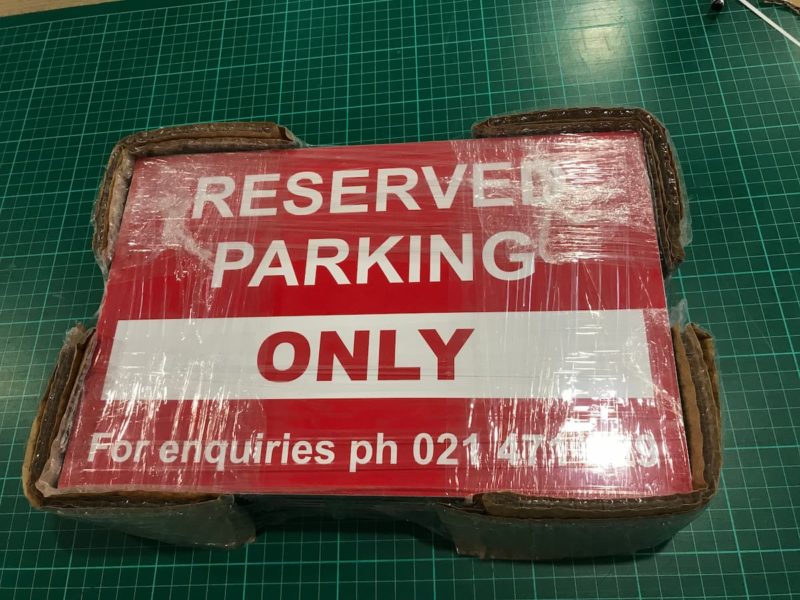 RESERVED
PARKING
ONLY
For enquiries ph 021